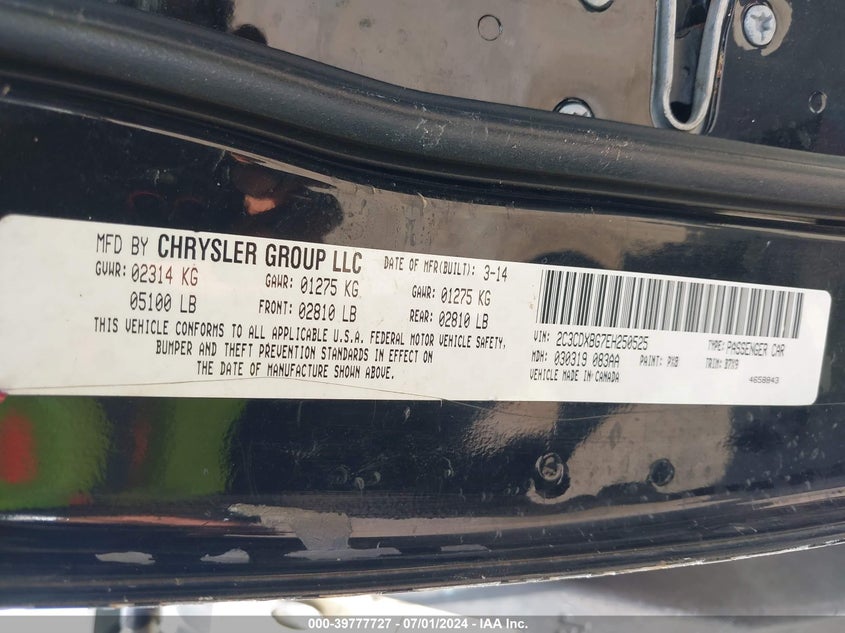 MFD BY CHRYSLER GROUP LLC
DATE OF MFR(BUILT): 3-14
GVWR: 02314 KG
GAWR: 01275 KG
GAWR: 01275 KG
05100 LB
FRONT: 02810 LB
REAR: 02810 LB
THIS VEHICLE CONFORMS TO ALL APPLICABLE U.S.A. FEDERAL MOTOR VEHICLE SAFETY,
BUMPER AND THEFT PREVENTION STANDARDS IN EFFECT ON
THE DATE OF MANUFACTURE SHOWN ABOVE.
VIN: 2C3CDXBG7EH250525
TYPE: PASSENGER CAR
MDH: 030319 083AA
PAINT: PX8
TRIM: B7X9
VEHICLE MADE IN CANADA
4658843
000-39777727 - 07/01/2024 - IAA Inc.